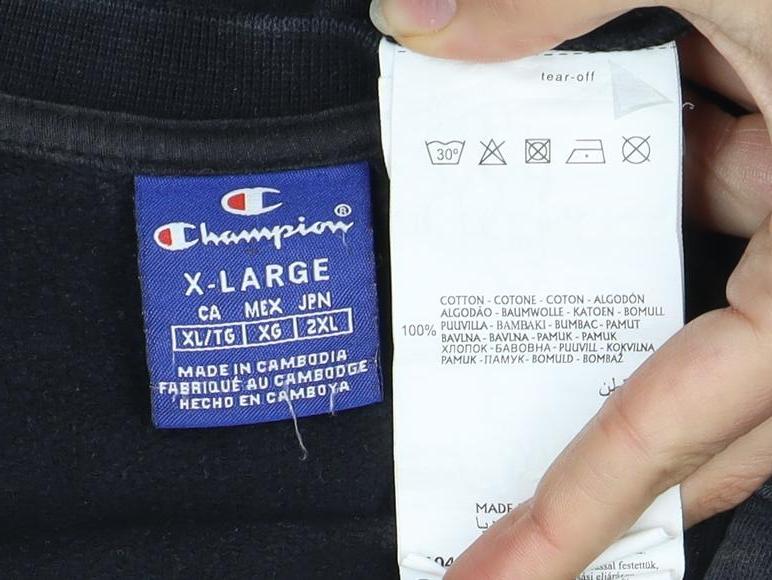 Champion®
X-LARGE
CA MEX JPN
XL/TG XG 2XL
MADE IN CAMBODIA
FABRIQUÉ AU CAMBODGE
HECHO EN CAMBOYA
tear-off
30°
COTTON - COTONE - COTON - ALGODÓN
ALGODÃO - BAUMWOLLE - KATOEN - BOMULL
100% PUUVILLA - BAMBAKI - BUMBAC - PAMUT
BAVLNA - BAVLNA - PAMUK - PAMUK
ХЛОПОК - БАВОВНА - PUUVILL - KOKVILNA
PAMUK - ПАМУК - BOMULD - BOMBAŽ
MADE